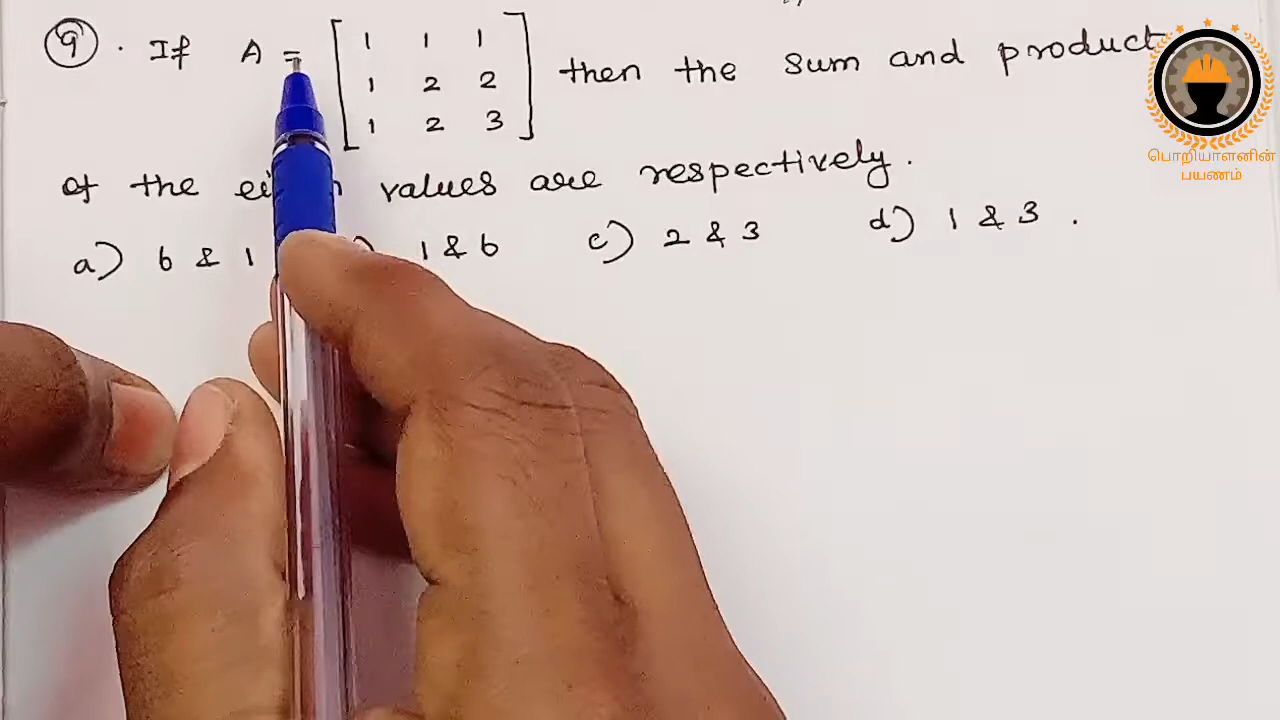 9. If A = [1 1 1
1 2 2
1 2 3] then the sum and product
of the values are respectively.
a) 6 & 1 1 & 6 c) 2 & 3 d) 1 & 3.
பொறியாளனின்
பயணம்